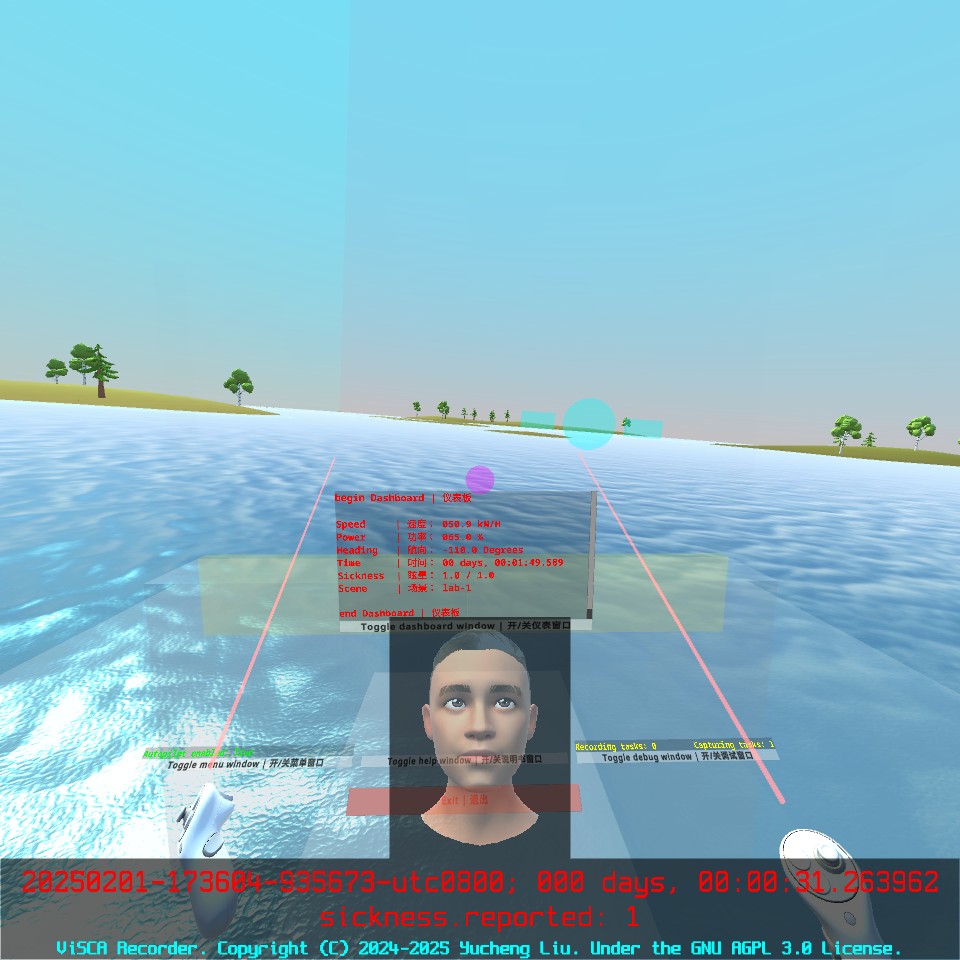 begin Dashboard | 仪表板
Speed | 速度： 050.9 kN/H
Power | 功率： 065.0 %
Heading | 航向： -110.0 Degrees
Time | 时间： 00 days, 00:01:49.589
Sickness | 眩晕： 1.0 / 1.0
Scene | 场景： lab-1
end Dashboard | 仪表板
Toggle dashboard window | 开/关仪表窗口
Autopilot enabled:
Recording tasks: 0 Capturing tasks: 1
Toggle menu window | 开/关菜单窗口
Toggle help window | 开/关说明书窗口
Toggle debug window | 开/关调试窗口
Exit | 退出
20250201-173604-935673-utc0800; 000 days, 00:00:31.263962
sickness.reported: 1
ViSCA Recorder. Copyright (C) 2024-2025 Yucheng Liu. Under the GNU AGPL 3.0 License.